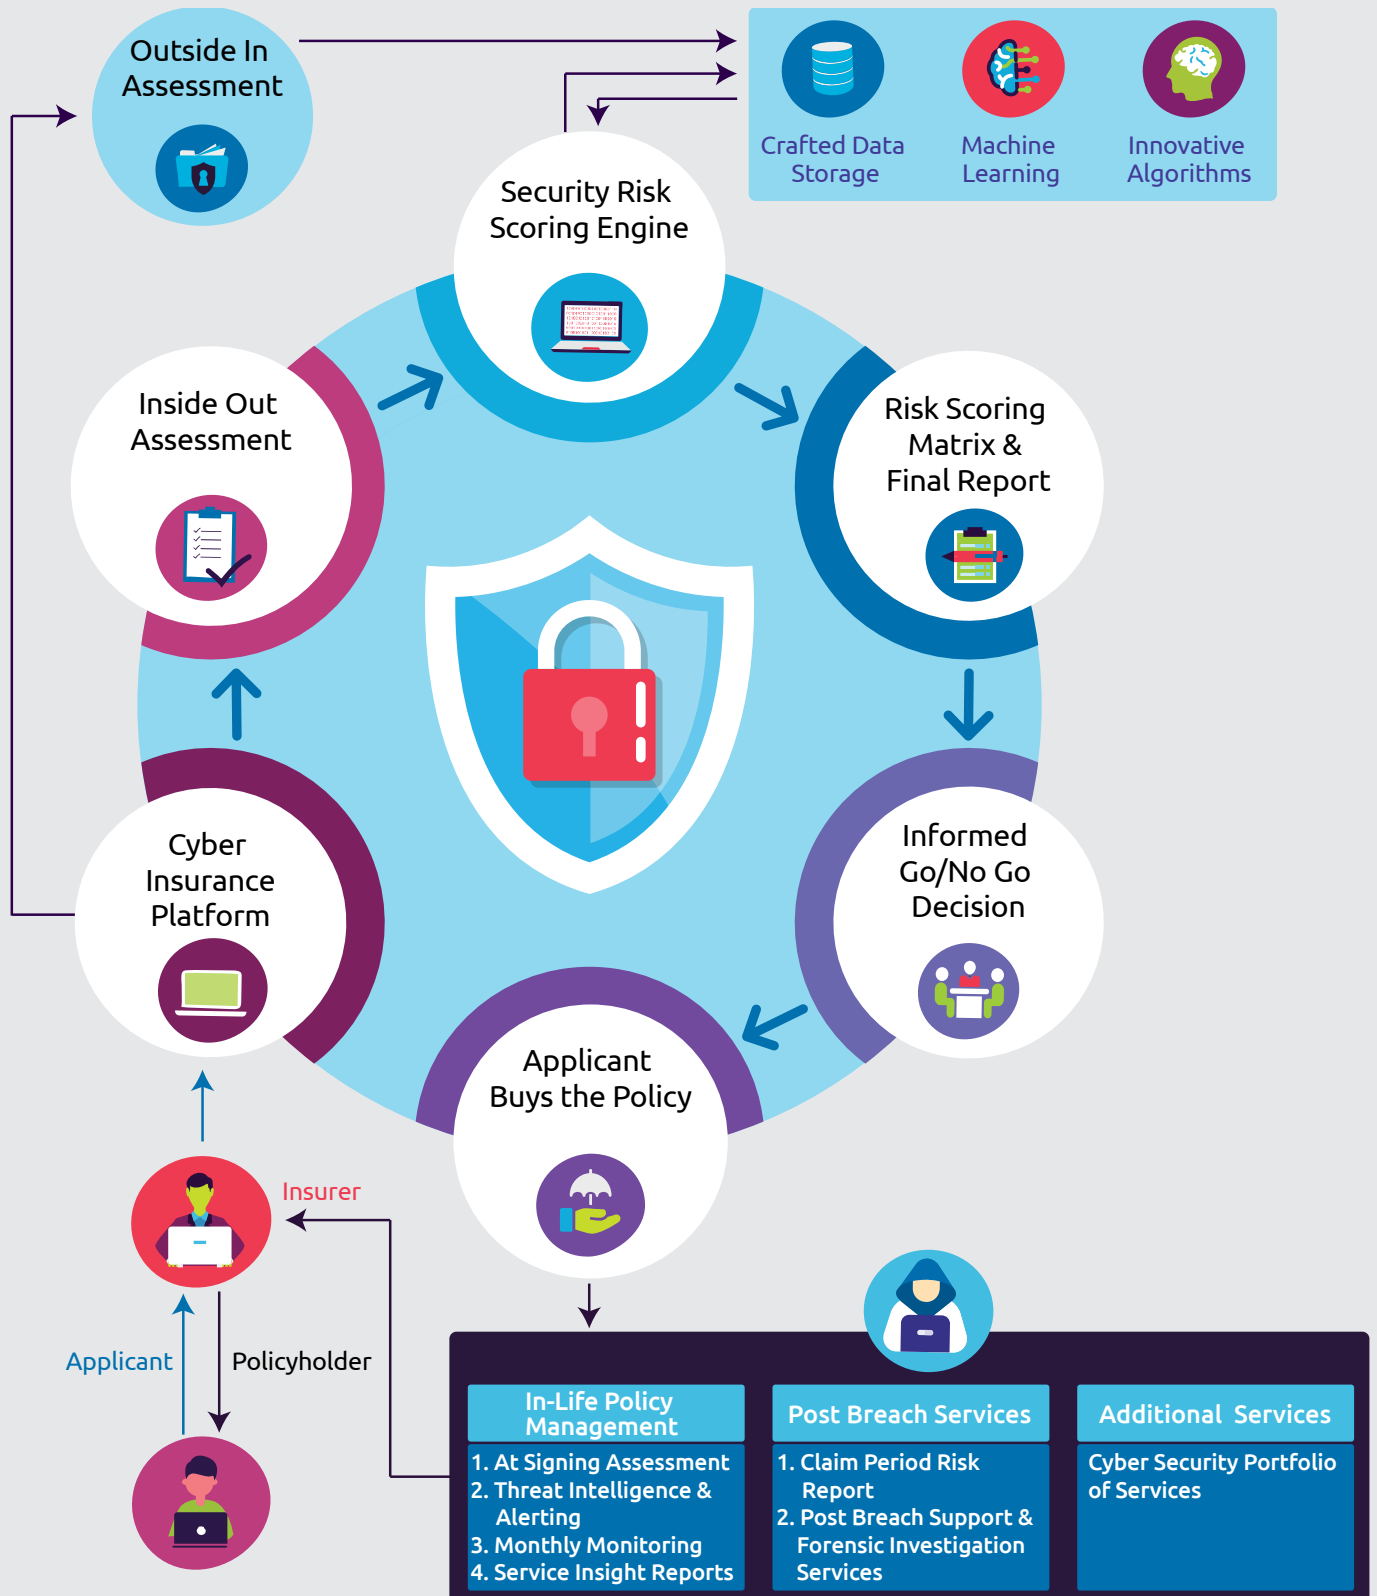 Outside In
Assessment
Crafted Data
Storage
Machine
Learning
Innovative
Algorithms
Security Risk
Scoring Engine
Inside Out
Assessment
Risk Scoring
Matrix &
Final Report
Cyber
Insurance
Platform
Informed
Go/No Go
Decision
Applicant
Buys the Policy
Insurer
Applicant
Policyholder
In-Life Policy
Management
1. At Signing Assessment
2. Threat Intelligence &
Alerting
3. Monthly Monitoring
4. Service Insight Reports
Post Breach Services
1. Claim Period Risk
Report
2. Post Breach Support &
Forensic Investigation
Services
Additional Services
Cyber Security Portfolio
of Services